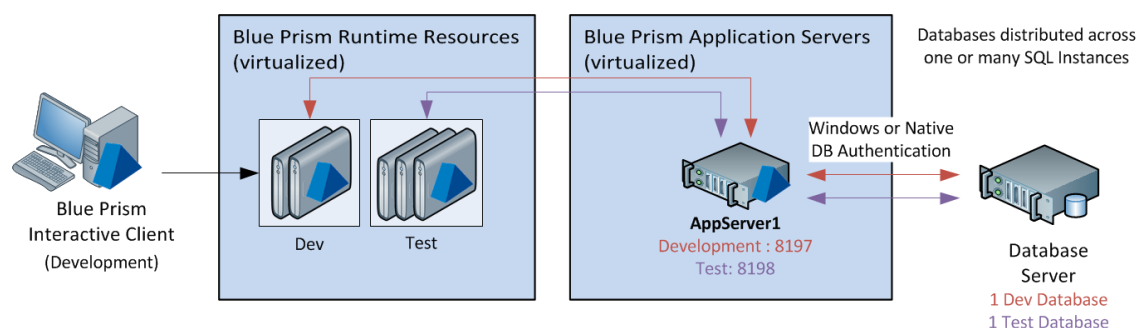 Blue Prism Runtime Resources
(virtualized)
Blue Prism Application Servers
(virtualized)
Databases distributed across
one or many SQL Instances
Windows or Native
DB Authentication
Blue Prism
Interactive Client
(Development)
Dev
Test
AppServer1
Development : 8197
Test: 8198
Database
Server
1 Dev Database
1 Test Database